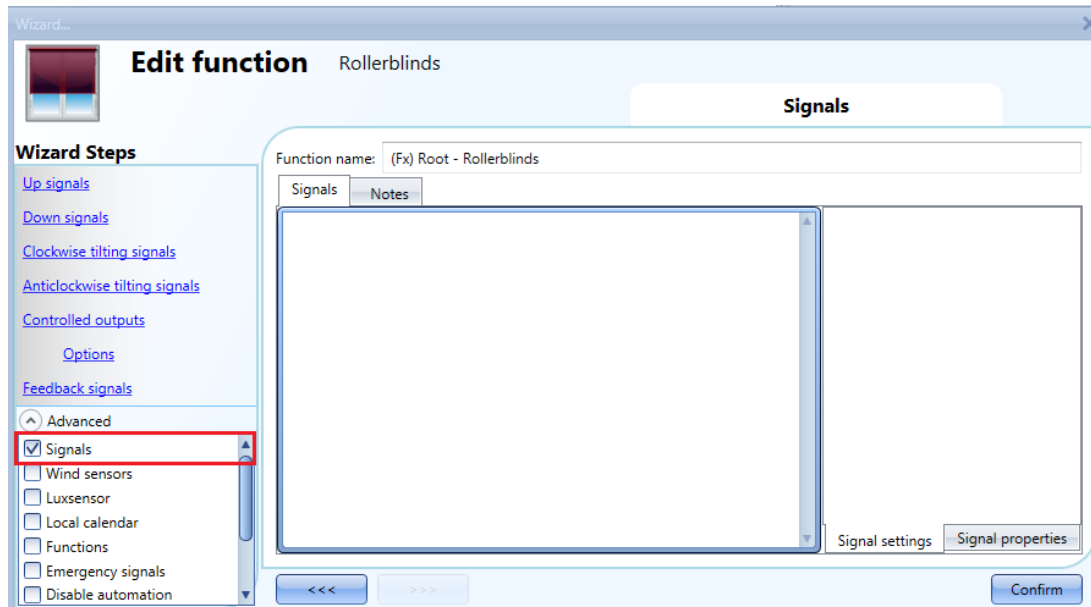 Wizard...
Edit function Rollerblinds
Signals
Wizard Steps
Up signals
Down signals
Clockwise tilting signals
Anticlockwise tilting signals
Controlled outputs
Options
Feedback signals
Advanced
Signals
Wind sensors
Luxsensor
Local calendar
Functions
Emergency signals
Disable automation
Function name: (Fx) Root - Rollerblinds
Signals Notes
Signal settings Signal properties
<<< >>> Confirm